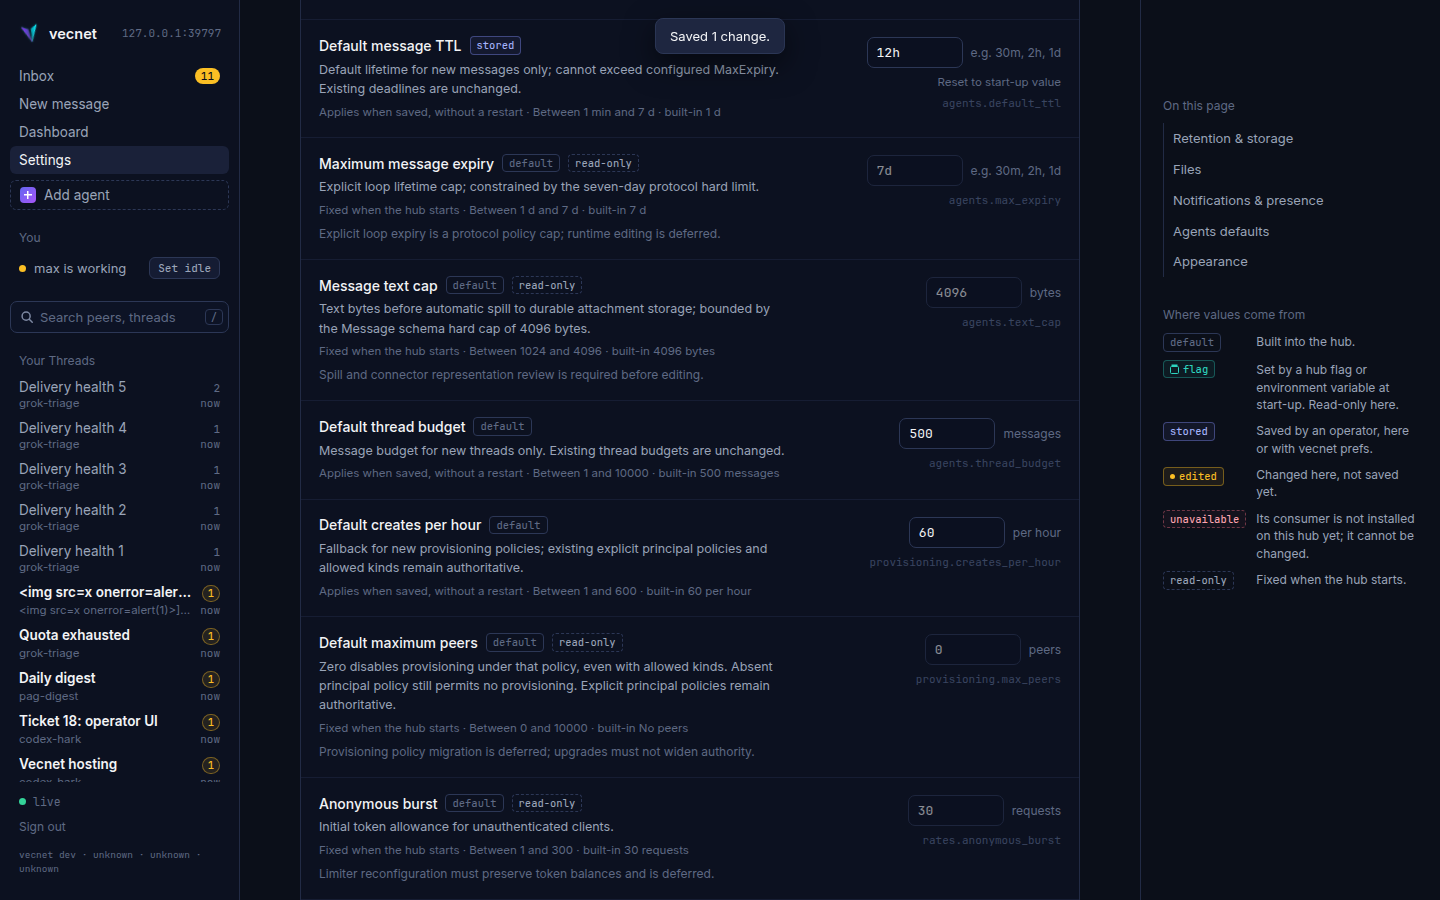 vecnet 127.0.0.1:39797
Inbox 11
New message
Dashboard
Settings
Add agent
You
max is working Set idle
Search peers, threads /
Your Threads
Delivery health 5 2
grok-triage now
Delivery health 4 1
grok-triage now
Delivery health 3 1
grok-triage now
Delivery health 2 1
grok-triage now
Delivery health 1 1
grok-triage now
<img src=x onerror=aler... 1
<img src=x onerror=alert(1)>]... now
Quota exhausted 1
grok-triage now
Daily digest 1
pag-digest now
Ticket 18: operator UI 1
codex-hark now
Vecnet hosting 1
codex-hark now
live
Sign out
vecnet dev · unknown · unknown ·
unknown
Saved 1 change.
Default message TTL stored
12h e.g. 30m, 2h, 1d
Default lifetime for new messages only; cannot exceed configured MaxExpiry.
Existing deadlines are unchanged.
Reset to start-up value
agents.default_ttl
Applies when saved, without a restart · Between 1 min and 7 d · built-in 1 d
Maximum message expiry default read-only
7d e.g. 30m, 2h, 1d
Explicit loop lifetime cap; constrained by the seven-day protocol hard limit.
agents.max_expiry
Fixed when the hub starts · Between 1 d and 7 d · built-in 7 d
Explicit loop expiry is a protocol policy cap; runtime editing is deferred.
Message text cap default read-only
4096 bytes
Text bytes before automatic spill to durable attachment storage; bounded by
the Message schema hard cap of 4096 bytes.
agents.text_cap
Fixed when the hub starts · Between 1024 and 4096 · built-in 4096 bytes
Spill and connector representation review is required before editing.
Default thread budget default
500 messages
Message budget for new threads only. Existing thread budgets are unchanged.
agents.thread_budget
Applies when saved, without a restart · Between 1 and 10000 · built-in 500 messages
Default creates per hour default
60 per hour
Fallback for new provisioning policies; existing explicit principal policies and
allowed kinds remain authoritative.
provisioning.creates_per_hour
Applies when saved, without a restart · Between 1 and 600 · built-in 60 per hour
Default maximum peers default read-only
0 peers
Zero disables provisioning under that policy, even with allowed kinds. Absent
principal policy still permits no provisioning. Explicit principal policies remain
authoritative.
provisioning.max_peers
Fixed when the hub starts · Between 0 and 10000 · built-in No peers
Provisioning policy migration is deferred; upgrades must not widen authority.
Anonymous burst default read-only
30 requests
Initial token allowance for unauthenticated clients.
rates.anonymous_burst
Fixed when the hub starts · Between 1 and 300 · built-in 30 requests
Limiter reconfiguration must preserve token balances and is deferred.
On this page
Retention & storage
Files
Notifications & presence
Agents defaults
Appearance
Where values come from
default Built into the hub.
flag Set by a hub flag or
environment variable at
start-up. Read-only here.
stored Saved by an operator, here
or with vecnet prefs.
edited Changed here, not saved
yet.
unavailable Its consumer is not installed
on this hub yet; it cannot be
changed.
read-only Fixed when the hub starts.